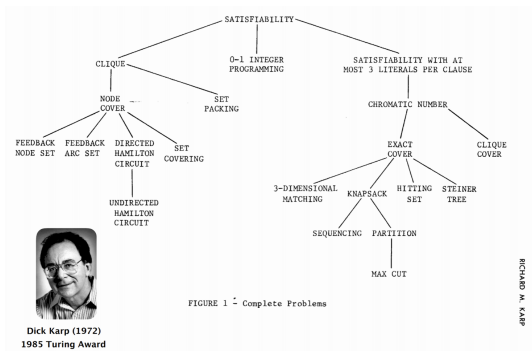 SATISFIABILITY
CLIQUE
0-1 INTEGER
PROGRAMMING
SATISFIABILITY WITH AT
MOST 3 LITERALS PER CLAUSE
NODE
COVER
SET
PACKING
CHROMATIC NUMBER
FEEDBACK
NODE SET
FEEDBACK
ARC SET
DIRECTED
HAMILTON
CIRCUIT
SET
COVERING
EXACT
COVER
CLIQUE
COVER
UNDIRECTED
HAMILTON
CIRCUIT
3-DIMENSIONAL
MATCHING
KNAPSACK
HITTING
SET
STEINER
TREE
SEQUENCING
PARTITION
MAX CUT
FIGURE 1 - Complete Problems
RICHARD M. KARP
Dick Karp (1972)
1985 Turing Award